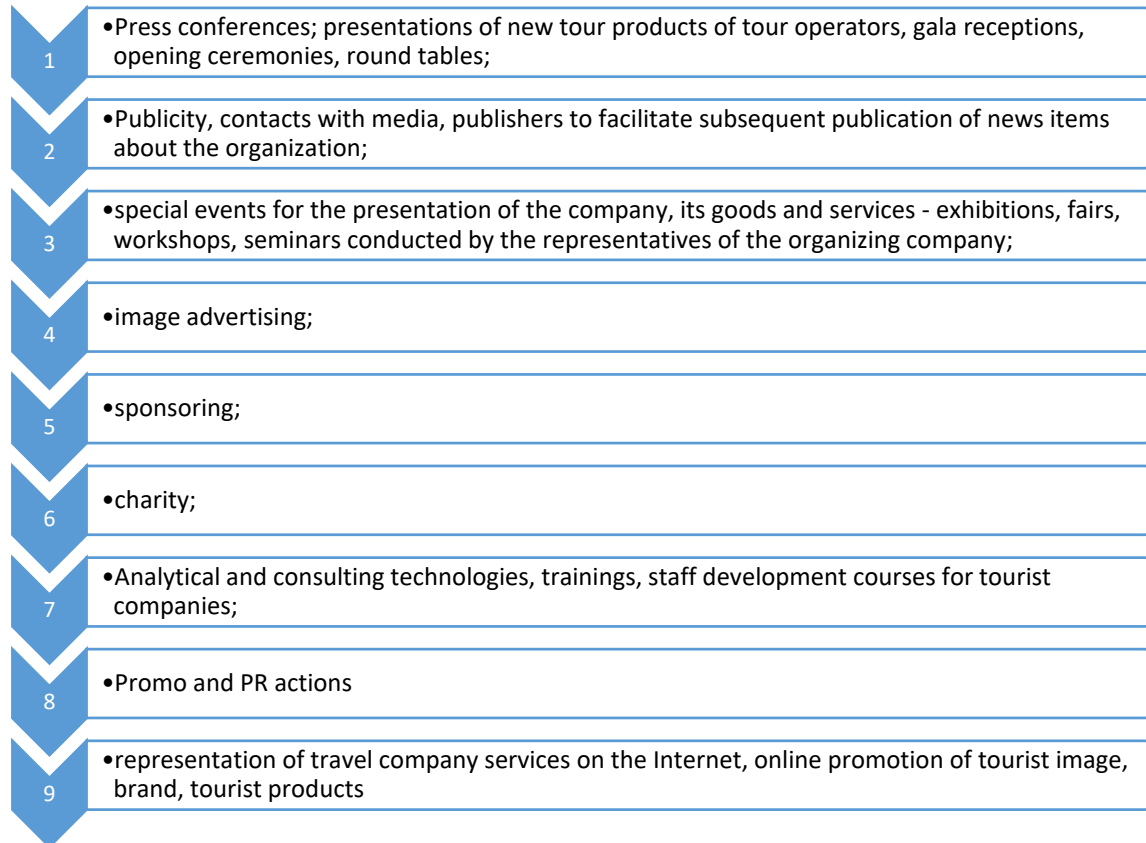 1
•Press conferences; presentations of new tour products of tour operators, gala receptions,
opening ceremonies, round tables;
2
•Publicity, contacts with media, publishers to facilitate subsequent publication of news items
about the organization;
3
•special events for the presentation of the company, its goods and services - exhibitions, fairs,
workshops, seminars conducted by the representatives of the organizing company;
4
•image advertising;
5
•sponsoring;
6
•charity;
7
•Analytical and consulting technologies, trainings, staff development courses for tourist
companies;
8
•Promo and PR actions
9
•representation of travel company services on the Internet, online promotion of tourist image,
brand, tourist products